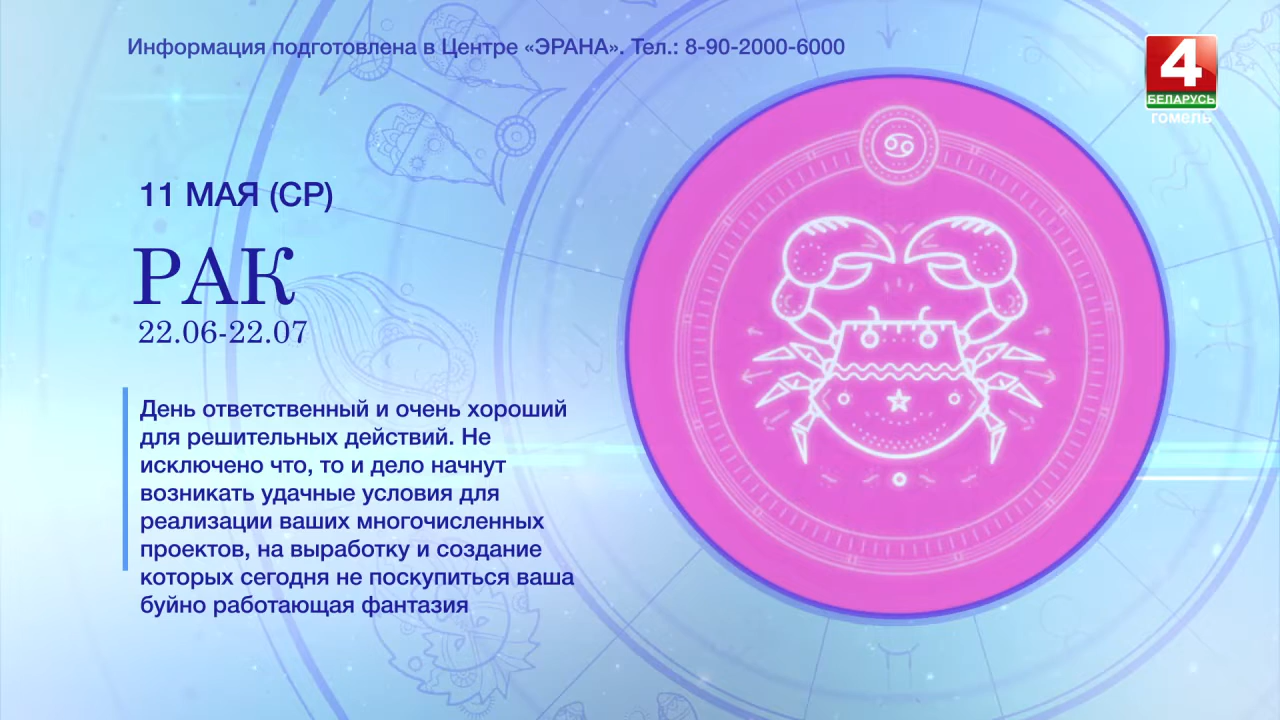 Информация подготовлена в Центре «ЭРАНА». Тел.: 8-90-2000-6000
4
БЕЛАРУСЬ
гомель
11 МАЯ (СР)
РАК
22.06-22.07
День ответственный и очень хороший
для решительных действий. Не
исключено что, то и дело начнут
возникать удачные условия для
реализации ваших многочисленных
проектов, на выработку и создание
которых сегодня не поскупиться ваша
буйно работающая фантазия